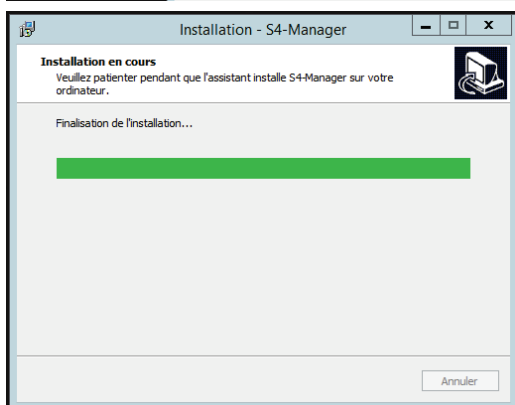 Installation - S4-Manager
Installation en cours
Veuillez patienter pendant que l'assistant installe S4-Manager sur votre
ordinateur.
Finalisation de l'installation...
Annuler